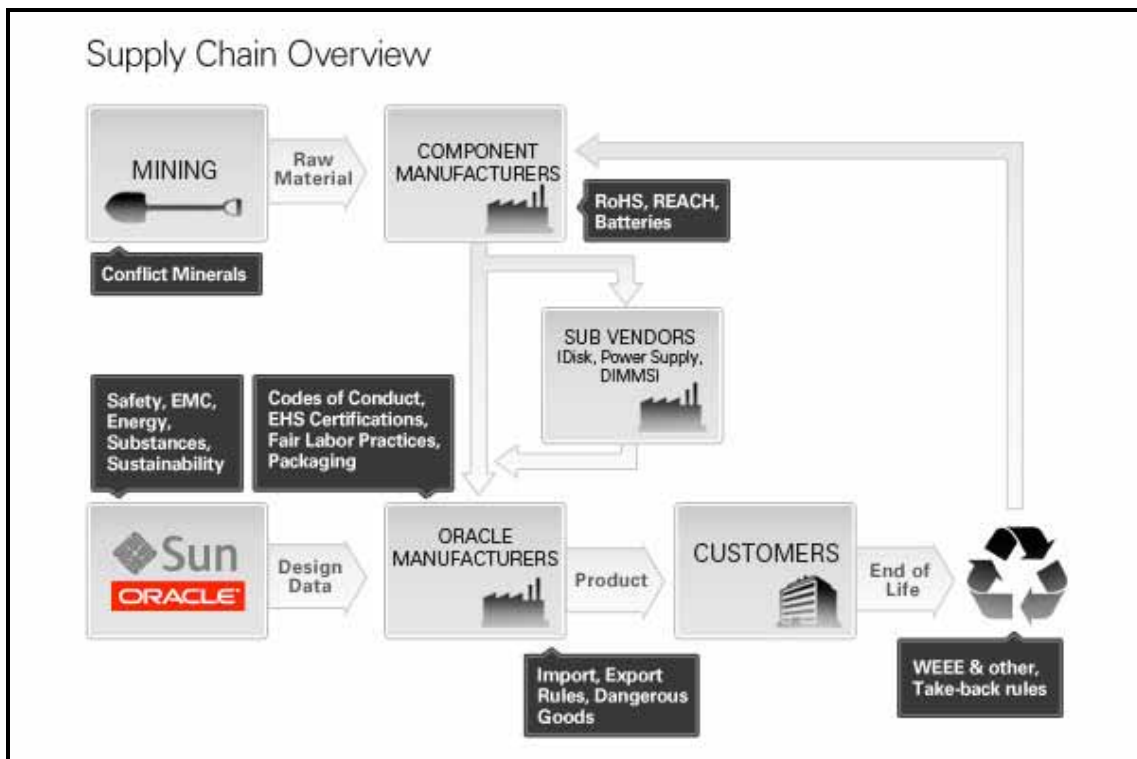 Supply Chain Overview
MINING
Raw
Material
COMPONENT
MANUFACTURERS
RoHS, REACH,
Batteries
Conflict Minerals
SUB VENDORS
IDisk, Power Supply,
DIMMSI
Safety, EMC,
Energy,
Substances,
Sustainability
Codes of Conduct,
EHS Certifications,
Fair Labor Practices,
Packaging
Sun
ORACLE
Design
Data
ORACLE
MANUFACTURERS
Product
CUSTOMERS
End of
Life
Import, Export
Rules, Dangerous
Goods
WEEE & other,
Take-back rules